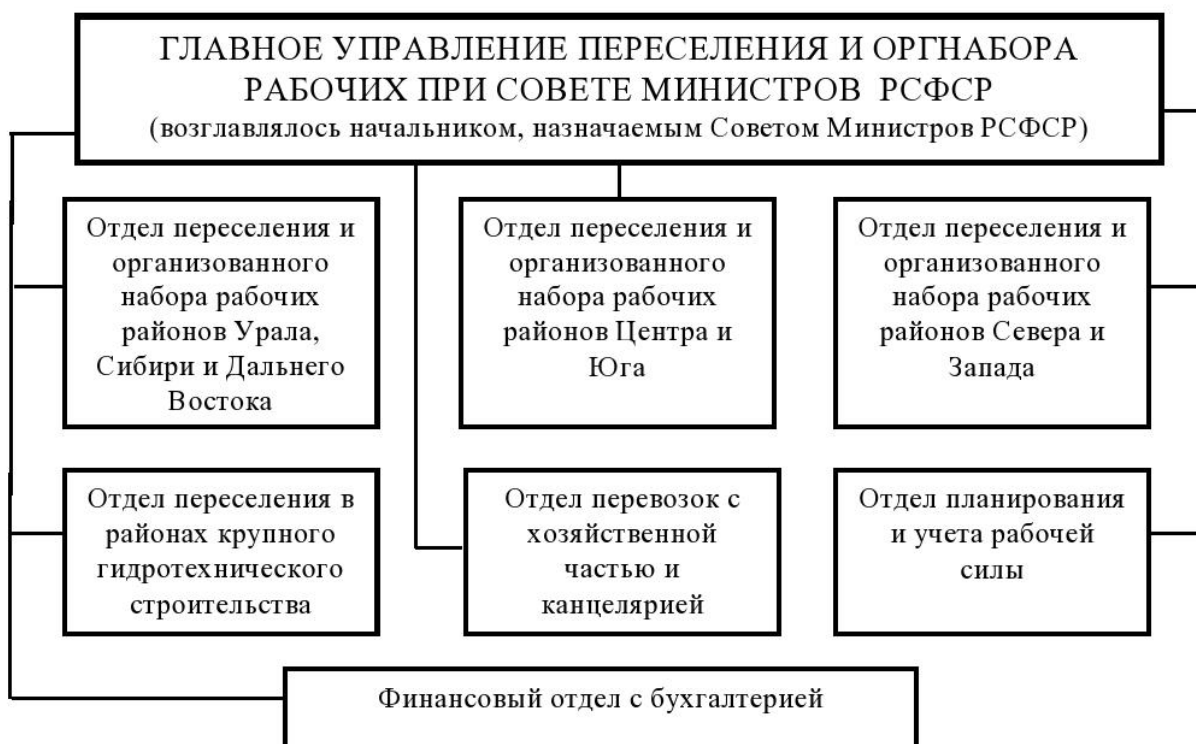 ГЛАВНОЕ УПРАВЛЕНИЕ ПЕРЕСЕЛЕНИЯ И ОРГНАБОРА
РАБОЧИХ ПРИ СОВЕТЕ МИНИСТРОВ РСФСР
(возглавлялось начальником, назначаемым Советом Министров РСФСР)
Отдел переселения и
организованного
набора рабочих
районов Урала,
Сибири и Дальнего
Востока
Отдел переселения и
организованного
набора рабочих
районов Центра и
Юга
Отдел переселения и
организованного
набора рабочих
районов Севера и
Запада
Отдел переселения в
районах крупного
гидротехнического
строительства
Отдел перевозок с
хозяйственной
частью и
канцелярией
Отдел планирования
и учета рабочей
силы
Финансовый отдел с бухгалтерией